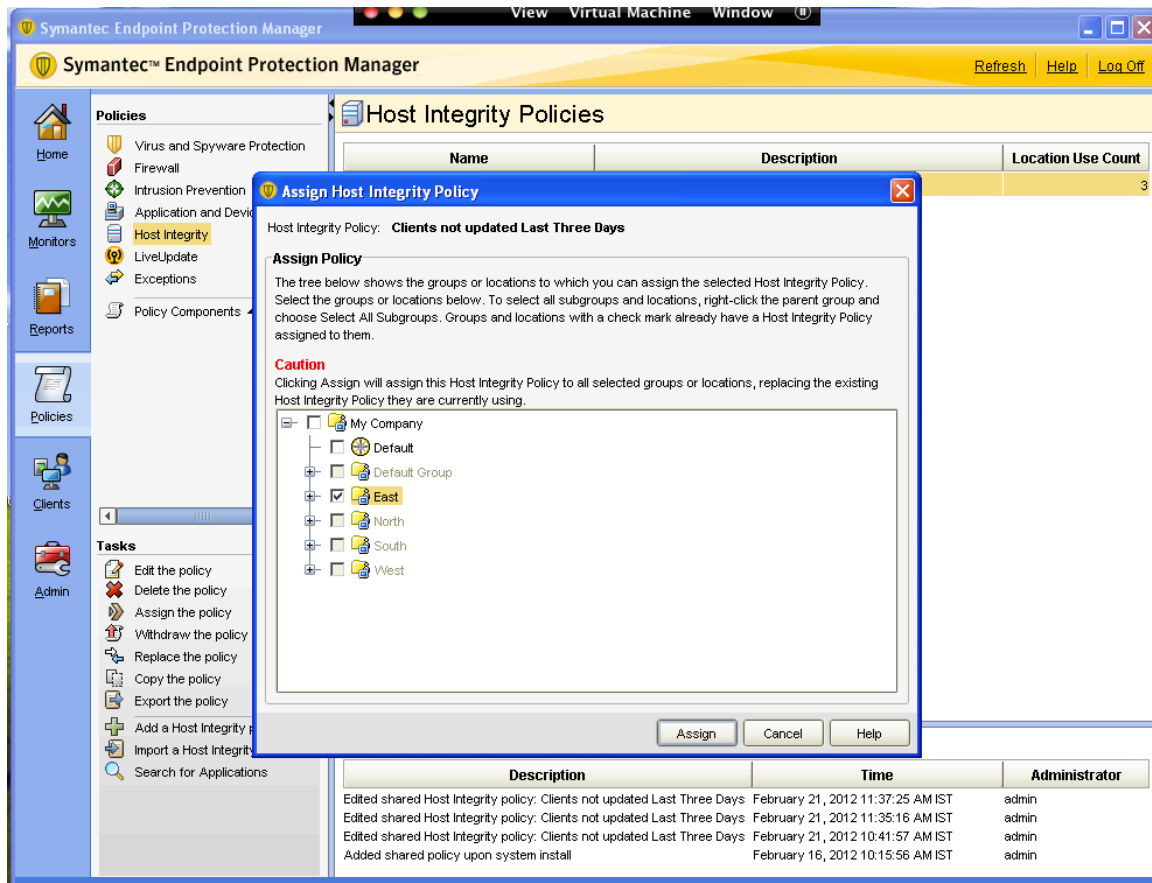 View Virtual Machine Window
Symantec Endpoint Protection Manager
Symantec™ Endpoint Protection Manager
Refresh Help Log Off
Home
Monitors
Reports
Policies
Clients
Admin
Policies
Virus and Spyware Protection
Firewall
Intrusion Prevention
Application and Devic
Host Integrity
LiveUpdate
Exceptions
Policy Components
Tasks
Edit the policy
Delete the policy
Assign the policy
Withdraw the policy
Replace the policy
Copy the policy
Export the policy
Add a Host Integrity
Import a Host Integrity
Search for Applications
Host Integrity Policies
Name Description Location Use Count
3
Assign Host Integrity Policy
Host Integrity Policy: Clients not updated Last Three Days
Assign Policy
The tree below shows the groups or locations to which you can assign the selected Host Integrity Policy.
Select the groups or locations below. To select all subgroups and locations, right-click the parent group and
choose Select All Subgroups. Groups and locations with a check mark already have a Host Integrity Policy
assigned to them.
Caution
Clicking Assign will assign this Host Integrity Policy to all selected groups or locations, replacing the existing
Host Integrity Policy they are currently using.
My Company
Default
Default Group
East
North
South
West
Assign Cancel Help
Description Time Administrator
Edited shared Host Integrity policy: Clients not updated Last Three Days February 21, 2012 11:37:25 AM IST admin
Edited shared Host Integrity policy: Clients not updated Last Three Days February 21, 2012 11:35:16 AM IST admin
Edited shared Host Integrity policy: Clients not updated Last Three Days February 21, 2012 10:41:57 AM IST admin
Added shared policy upon system install February 16, 2012 10:15:56 AM IST admin